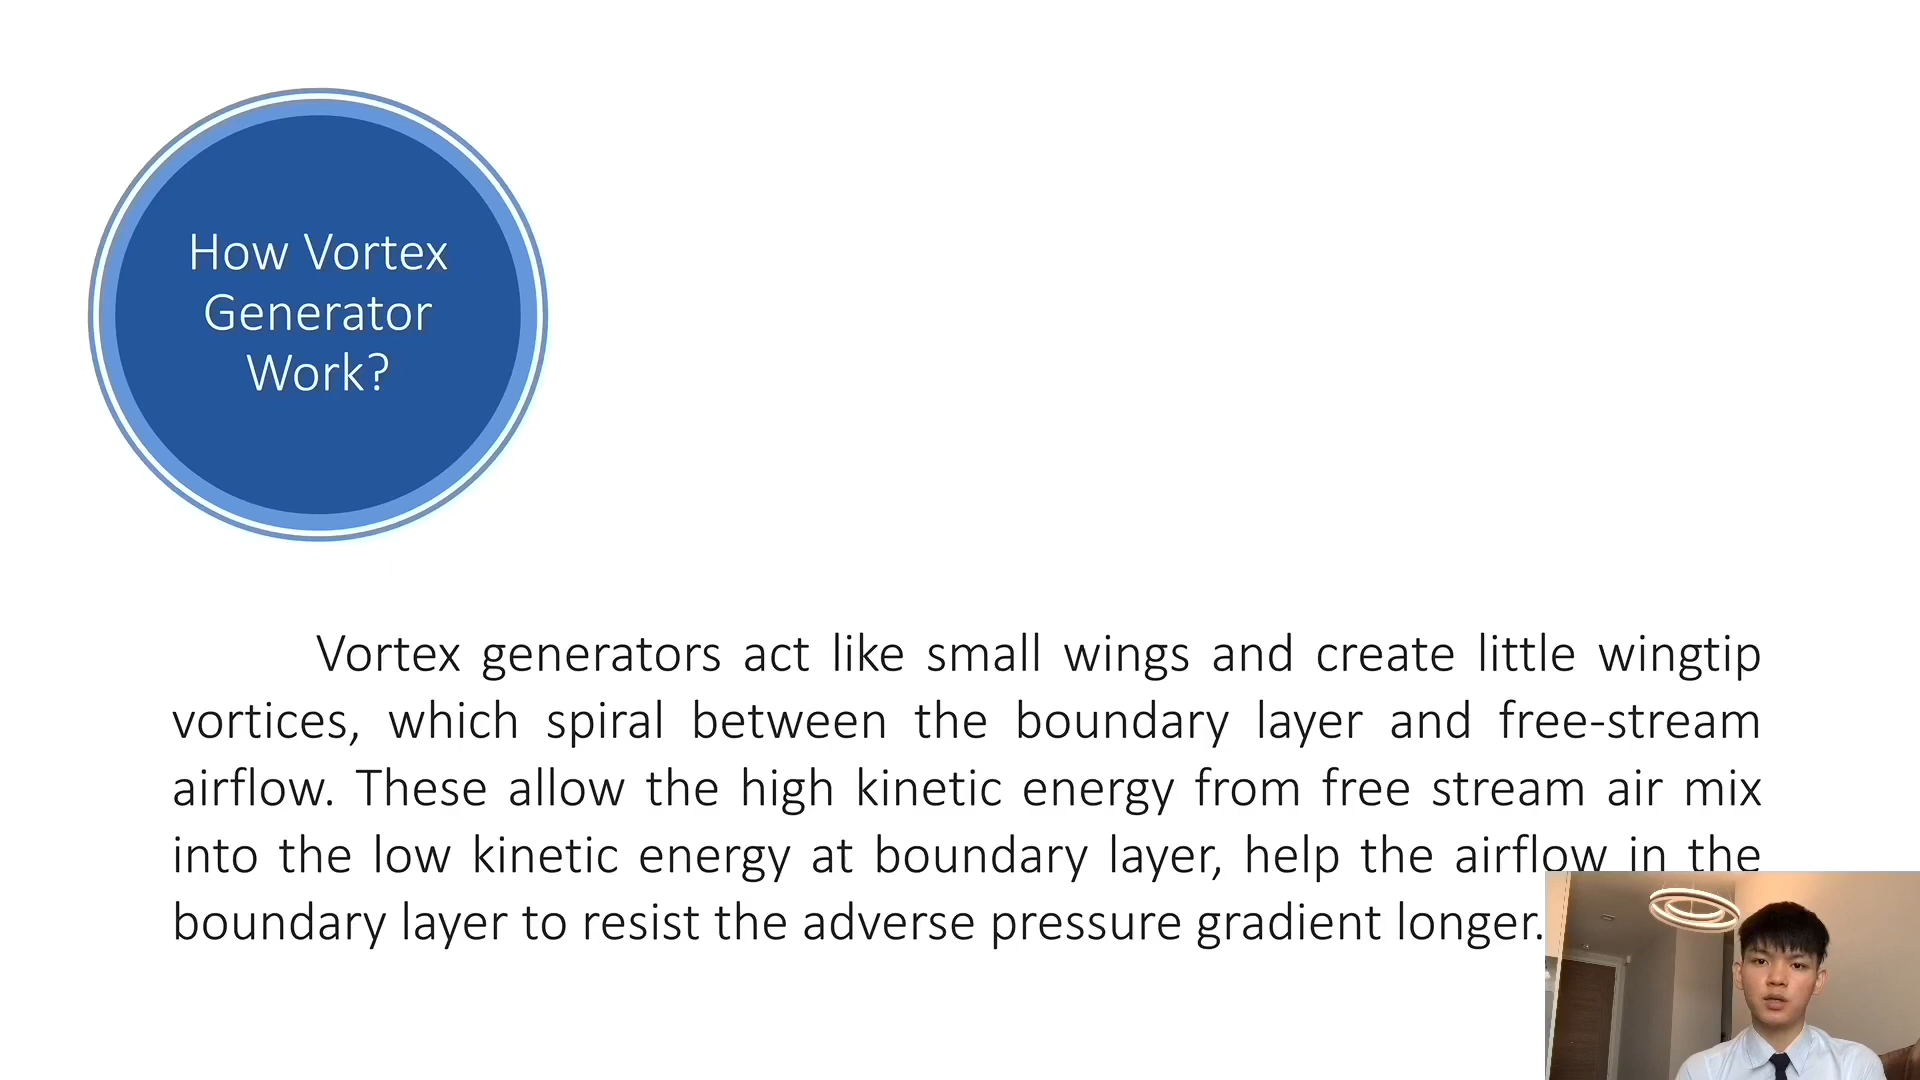 How Vortex
Generator
Work?
Vortex generators act like small wings and create little wingtip
vortices, which spiral between the boundary layer and free-stream
airflow. These allow the high kinetic energy from free stream air mix
into the low kinetic energy at boundary layer, help the airflow in the
boundary layer to resist the adverse pressure gradient longer.